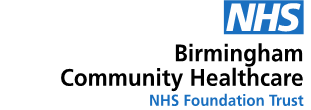 NHS
Birmingham
Community Healthcare
NHS Foundation Trust